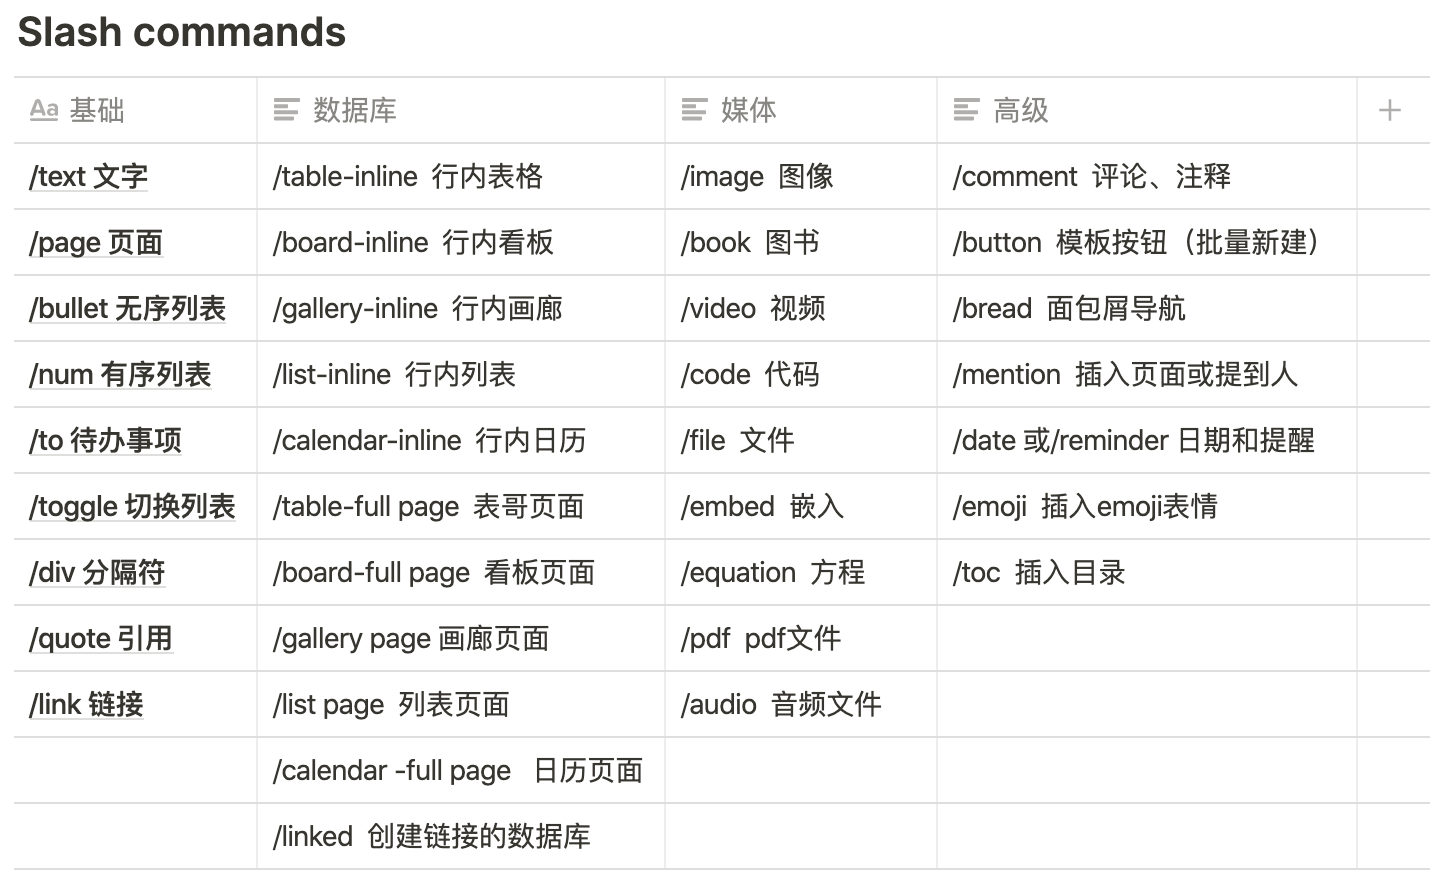 Slash commands
Aa 基础 数据库 媒体 高级 +
/text 文字 /table-inline 行内表格 /image 图像 /comment 评论、注释
/page 页面 /board-inline 行内看板 /book 图书 /button 模板按钮（批量新建）
/bullet 无序列表 /gallery-inline 行内画廊 /video 视频 /bread 面包屑导航
/num 有序列表 /list-inline 行内列表 /code 代码 /mention 插入页面或提到人
/to 待办事项 /calendar-inline 行内日历 /file 文件 /date 或/reminder 日期和提醒
/toggle 切换列表 /table-full page 表哥页面 /embed 嵌入 /emoji 插入emoji表情
/div 分隔符 /board-full page 看板页面 /equation 方程 /toc 插入目录
/quote 引用 /gallery page 画廊页面 /pdf pdf文件
/link 链接 /list page 列表页面 /audio 音频文件
/calendar -full page 日历页面
/linked 创建链接的数据库